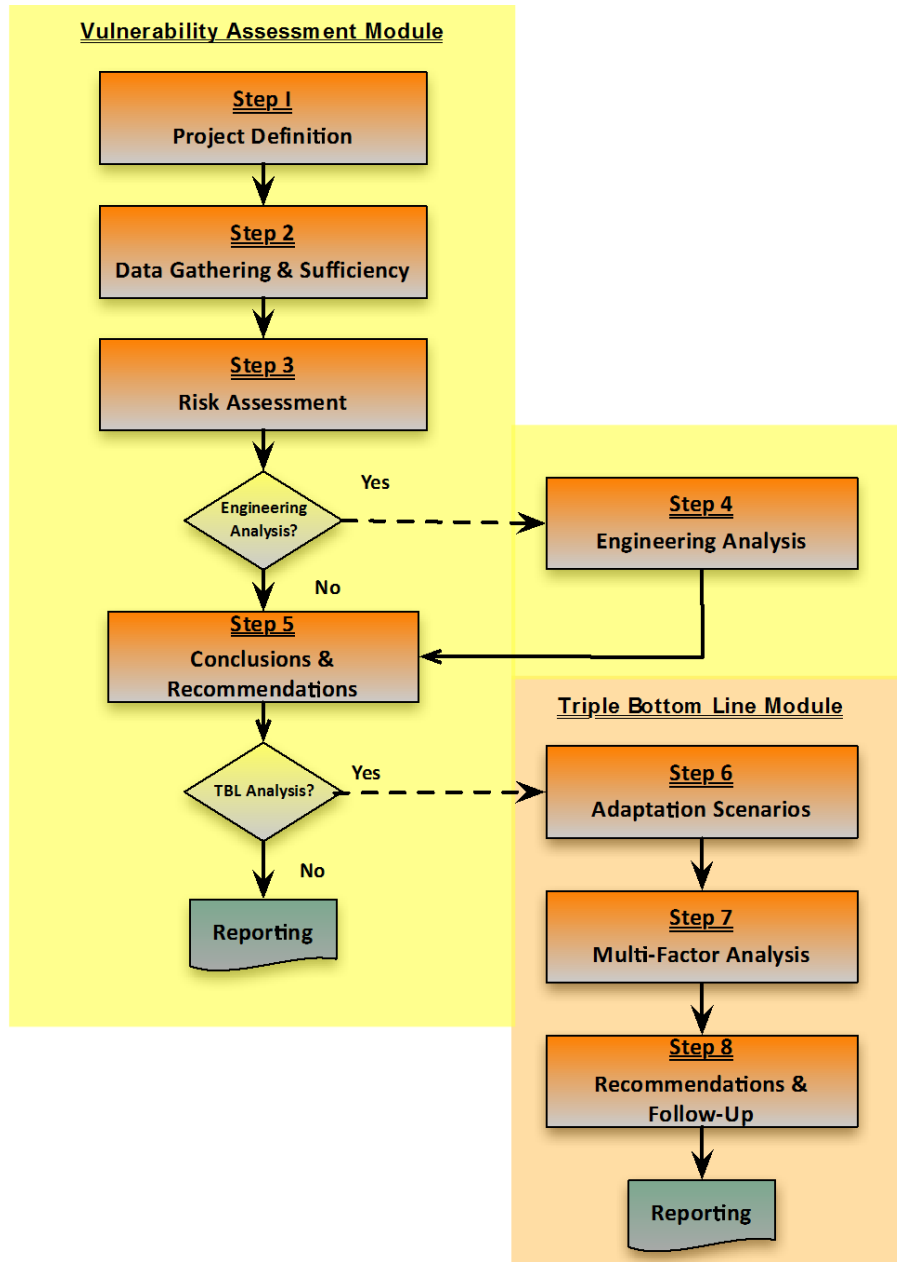 Vulnerability Assessment Module
Step I
Project Definition
Step 2
Data Gathering & Sufficiency
Step 3
Risk Assessment
Engineering
Analysis?
Yes
No
Step 4
Engineering Analysis
Step 5
Conclusions &
Recommendations
TBL Analysis?
Yes
No
Reporting
Triple Bottom Line Module
Step 6
Adaptation Scenarios
Step 7
Multi-Factor Analysis
Step 8
Recommendations &
Follow-Up
Reporting